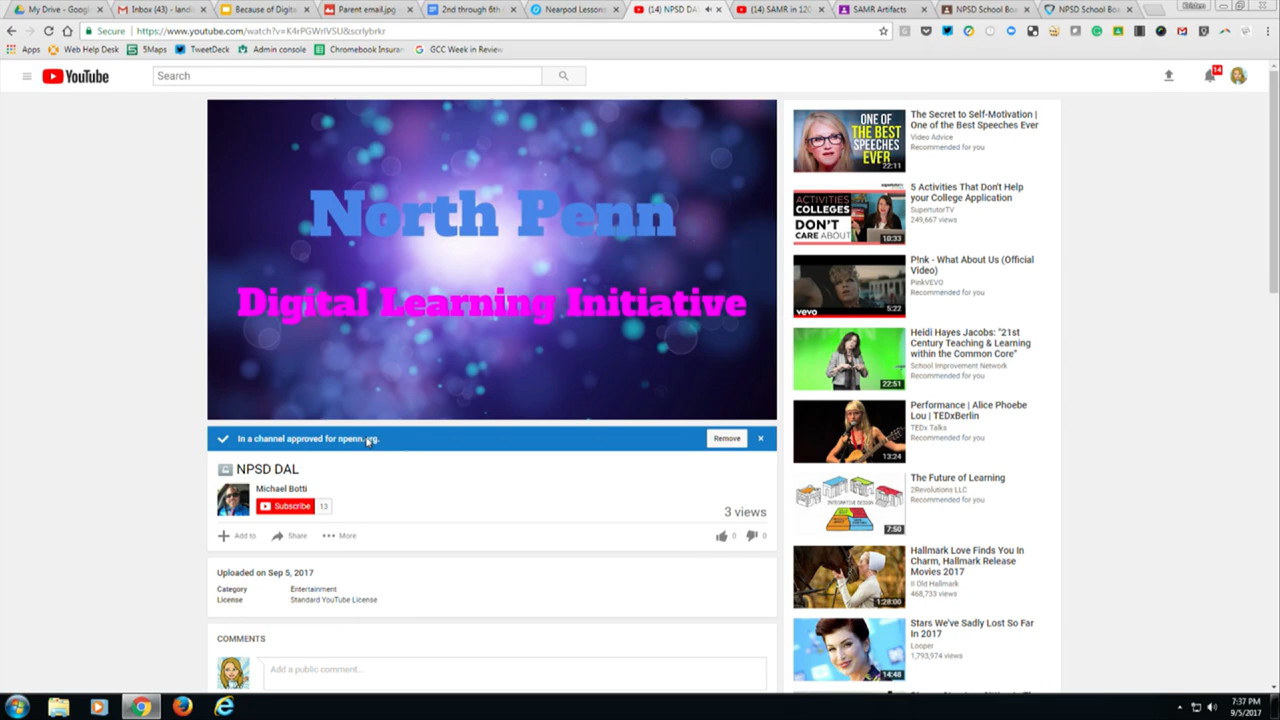 My Drive - Google
Inbox (43) - lando
Because of Digita
Parent email.jpg
2nd through 6th
Nearpod Lessons
(14) NPSD DA
(14) SAMR in 120
SAMR Artifacts
NPSD School Boa
NPSD School Boa
Secure
https://www.youtube.com/watch?v=K4rPGWrlVSU&scrlybrkr
Apps
Web Help Desk
5Maps
TweetDeck
Admin console
Chromebook Insuran
GCC Week in Review
YouTube
Search
14
North Penn
Digital Learning Initiative
In a channel approved for npenn.org.
Remove
NPSD DAL
Michael Botti
Subscribe
13
3 views
Add to
Share
More
0
0
Uploaded on Sep 5, 2017
Category Entertainment
License Standard YouTube License
COMMENTS
Add a public comment...
ONE OF
THE BEST
SPEECHES
EVER
22:11
The Secret to Self-Motivation |
One of the Best Speeches Ever
Video Advice
Recommended for you
supertutorTV
ACTIVITIES
COLLEGES
DON'T
CARE ABOUT
10:33
5 Activities That Don't Help
your College Application
SupertutorTV
249,667 views
vevo
5:22
P!nk - What About Us (Official
Video)
PinkVEVO
Recommended for you
22:51
Heidi Hayes Jacobs: "21st
Century Teaching & Learning
within the Common Core"
School Improvement Network
Recommended for you
13:24
Performance | Alice Phoebe
Lou | TEDxBerlin
TEDx Talks
Recommended for you
INTEGRATIVE DESIGN
7:50
The Future of Learning
2Revolutions LLC
Recommended for you
1:28:00
Hallmark Love Finds You In
Charm, Hallmark Release
Movies 2017
II Old Hallmark
468,733 views
14:48
Stars We've Sadly Lost So Far
In 2017
Looper
1,793,974 views
7:37 PM
9/5/2017